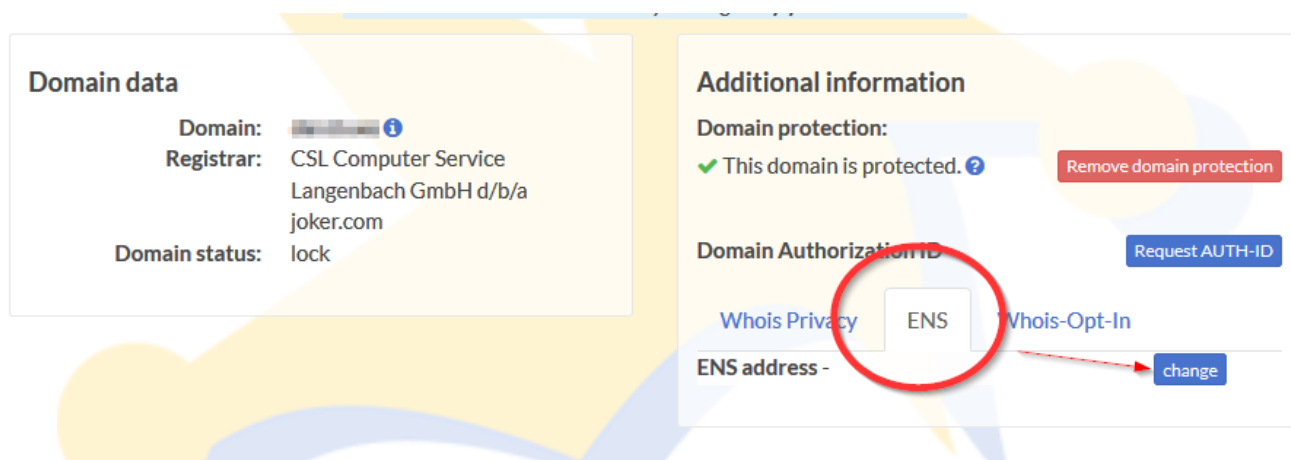 Domain data
Domain:
Registrar: CSL Computer Service
Langenbach GmbH d/b/a
joker.com
Domain status: lock
Additional information
Domain protection:
This domain is protected.
Remove domain protection
Domain Authorization ID
Request AUTH-ID
Whois Privacy ENS Whois-Opt-In
ENS address - change